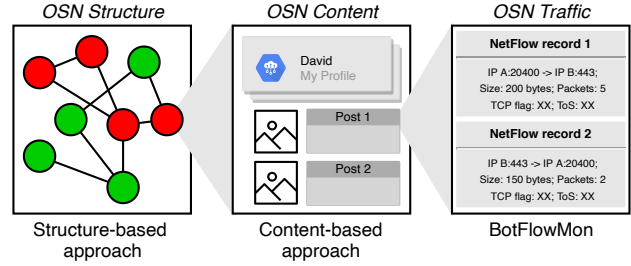 OSN Structure
OSN Content
OSN Traffic
David
My Profile
Post 1
Post 2
NetFlow record 1
IP A:20400 -> IP B:443;
Size: 200 bytes; Packets: 5
TCP flag: XX; ToS: XX
NetFlow record 2
IP B:443 -> IP A:20400;
Size: 150 bytes; Packets: 2
TCP flag: XX; ToS: XX
Structure-based
approach
Content-based
approach
BotFlowMon